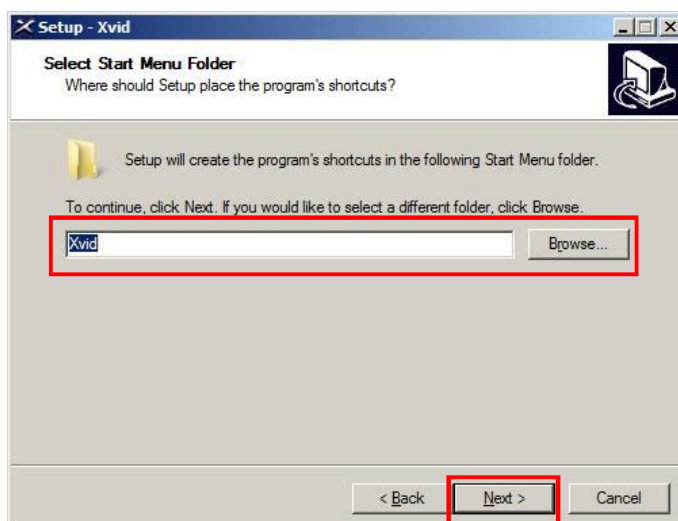 Setup - Xvid
Select Start Menu Folder
Where should Setup place the program's shortcuts?
Setup will create the program's shortcuts in the following Start Menu folder.
To continue, click Next. If you would like to select a different folder, click Browse.
Xvid Browse...
< Back Next > Cancel